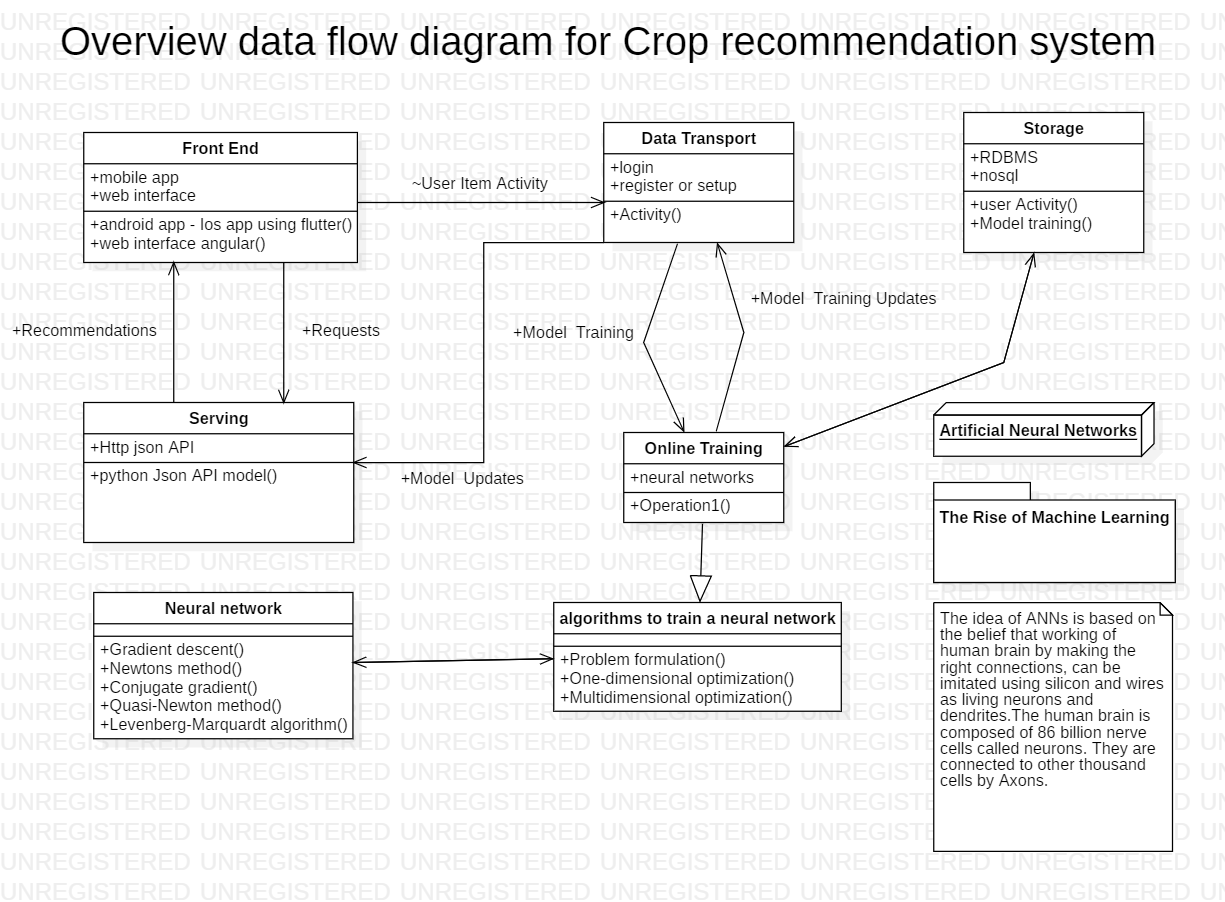 Overview data flow diagram for Crop recommendation system
Front End
+mobile app
+web interface
+android app - Ios app using flutter()
+web interface angular()
~User Item Activity
Data Transport
+login
+register or setup
+Activity()
Storage
+RDBMS
+nosql
+user Activity()
+Model training()
+Recommendations
+Requests
+Model  Training
+Model  Training Updates
Serving
+Http json API
+python Json API model()
+Model  Updates
Online Training
+neural networks
+Operation1()
Artificial Neural Networks
The Rise of Machine Learning
Neural network
+Gradient descent()
+Newtons method()
+Conjugate gradient()
+Quasi-Newton method()
+Levenberg-Marquardt algorithm()
algorithms to train a neural network
+Problem formulation()
+One-dimensional optimization()
+Multidimensional optimization()
The idea of ANNs is based on
the belief that working of
human brain by making the
right connections, can be
imitated using silicon and wires
as living neurons and
dendrites.The human brain is
composed of 86 billion nerve
cells called neurons. They are
connected to other thousand
cells by Axons.
UNREGISTERED